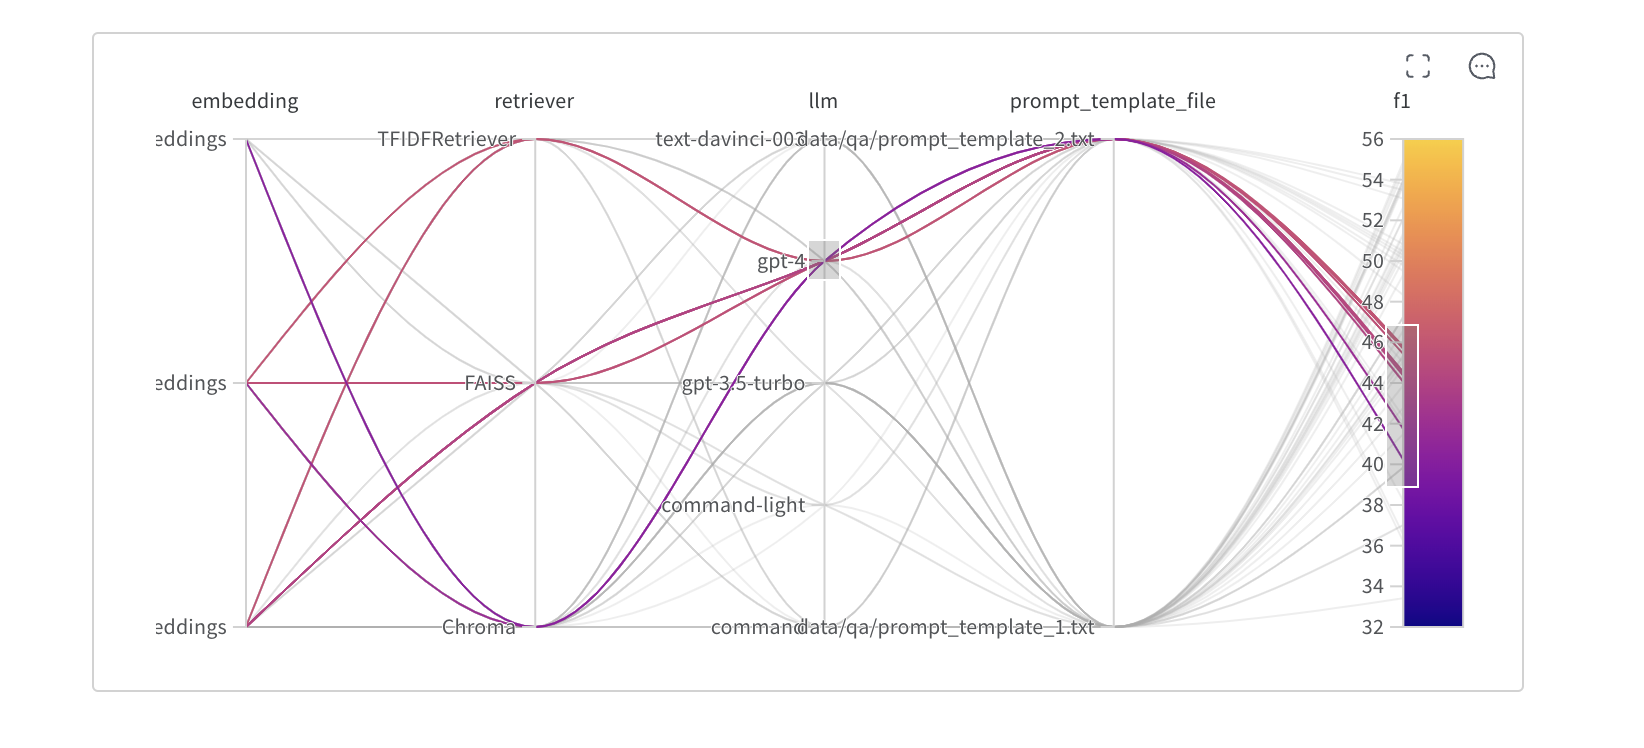 embedding retriever llm prompt_template_file f1
eddings TFIDFRetriever text-davinci-003 data/qa/prompt_template_2.txt 56
54
52
gpt-4 50
48
46
eddings FAISS gpt-3.5-turbo 44
42
40
command-light 38
36
34
eddings Chroma command data/qa/prompt_template_1.txt 32